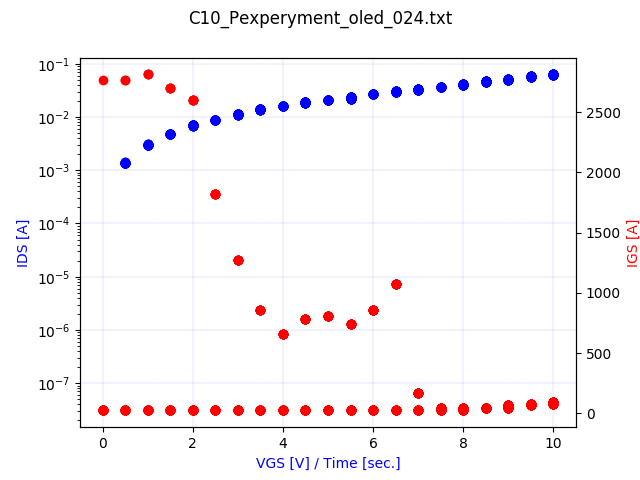 C10_Pexperyment_oled_024.txt
IDS [A]
10⁻¹
10⁻²
10⁻³
10⁻⁴
10⁻⁵
10⁻⁶
10⁻⁷
2500
2000
1500
1000
500
0
IGS [A]
0 2 4 6 8 10
VGS [V] / Time [sec.]